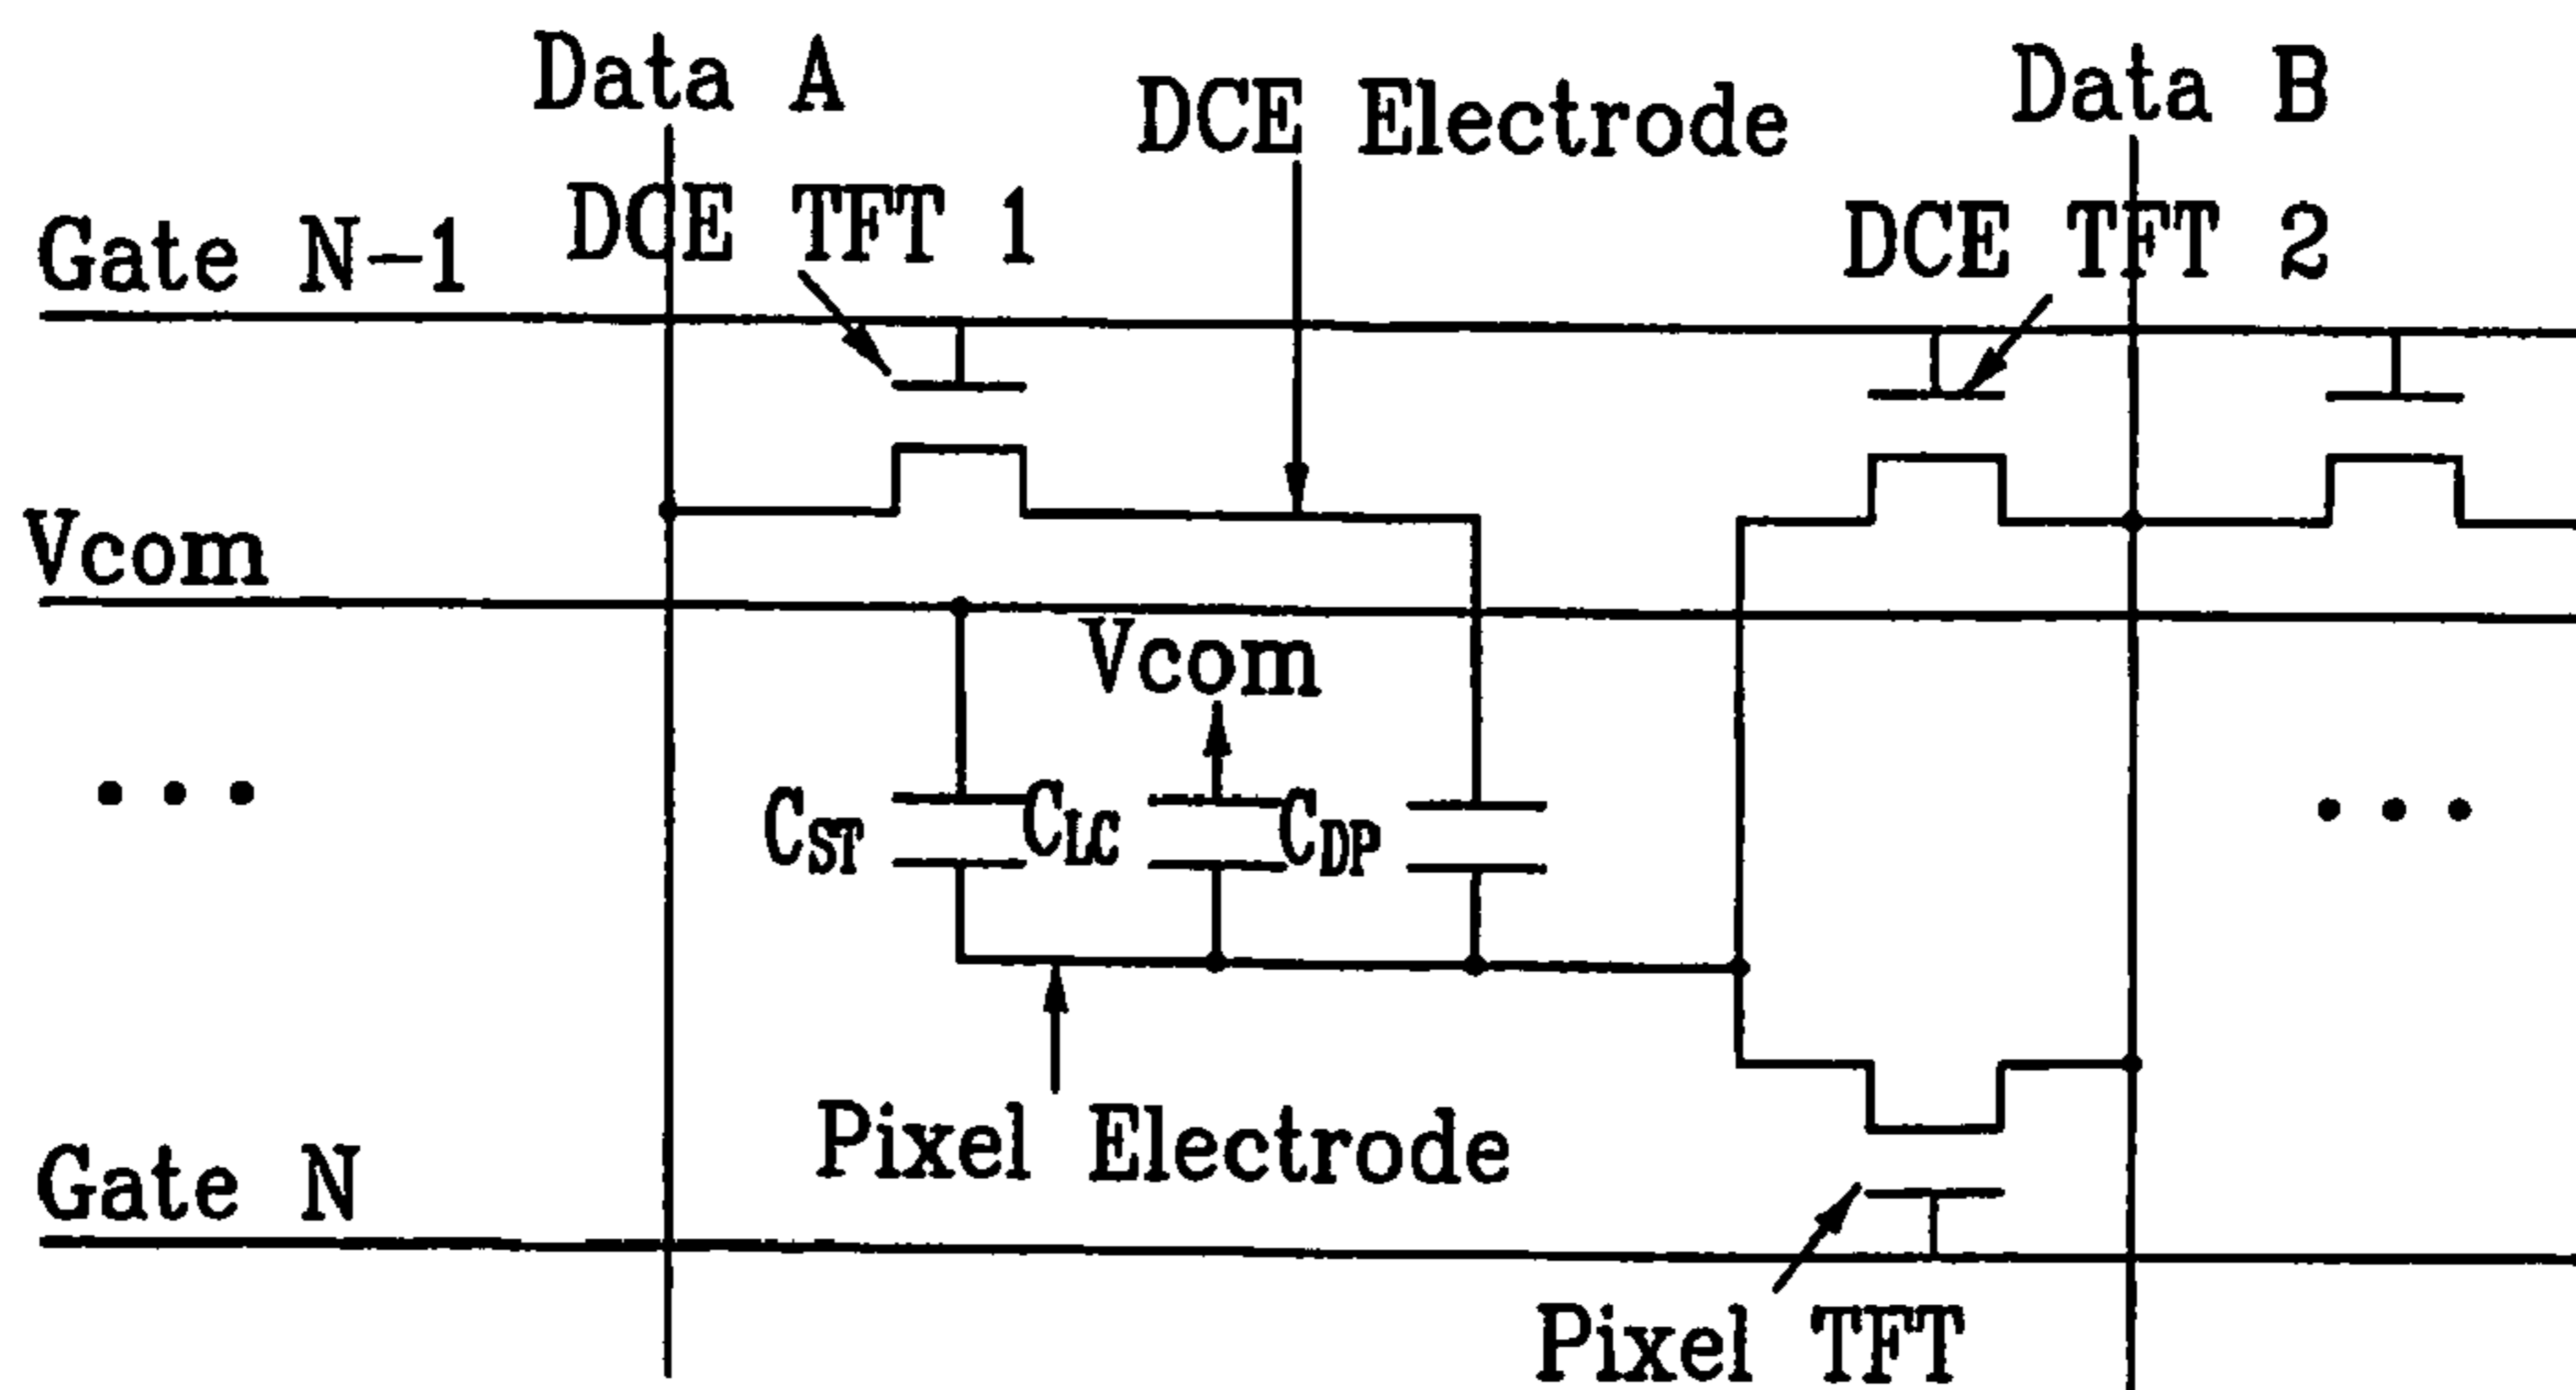 Data A
DCE Electrode
Data B
DCE TFT 1
DCE TFT 2
Gate N-1
Vcom
Vcom
CST
CLC
CDP
Pixel Electrode
Gate N
Pixel TFT